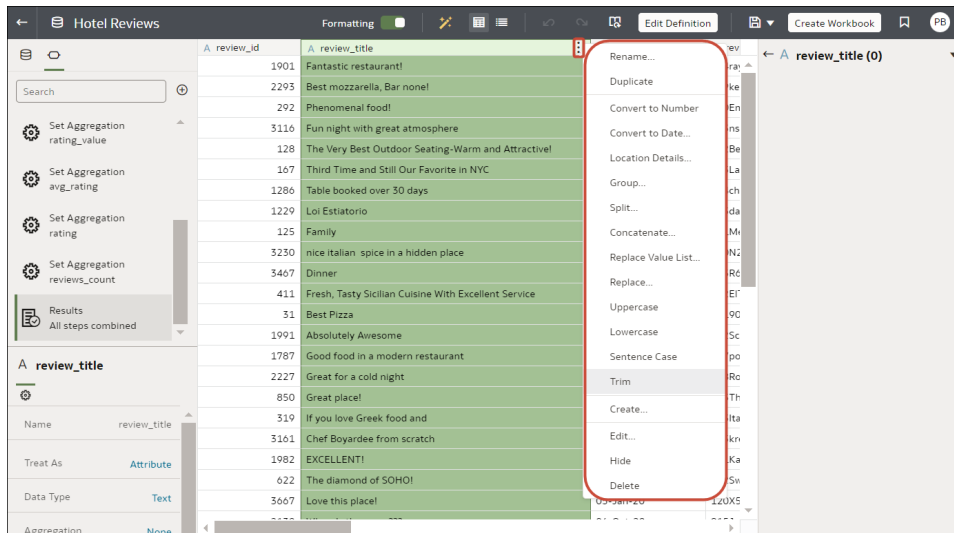 Hotel Reviews
Formatting
Edit Definition
Create Workbook
PB
Search
Set Aggregation
rating_value
Set Aggregation
avg_rating
Set Aggregation
rating
Set Aggregation
reviews_count
Results
All steps combined
A review_title
Name review_title
Treat As Attribute
Data Type Text
Aggregation None
A review_id A review_title
1901 Fantastic restaurant!
2293 Best mozzarella, Bar none!
292 Phenomenal food!
3116 Fun night with great atmosphere
128 The Very Best Outdoor Seating-Warm and Attractive!
167 Third Time and Still Our Favorite in NYC
1286 Table booked over 30 days
1229 Loi Estiatorio
125 Family
3230 nice italian spice in a hidden place
3467 Dinner
411 Fresh, Tasty Sicilian Cuisine With Excellent Service
31 Best Pizza
1991 Absolutely Awesome
1787 Good food in a modern restaurant
2227 Great for a cold night
850 Great place!
319 If you love Greek food and
3161 Chef Boyardee from scratch
1982 EXCELLENT!
622 The diamond of SOHO!
3667 Love this place!
Rename...
Duplicate
Convert to Number
Convert to Date...
Location Details...
Group...
Split...
Concatenate...
Replace Value List...
Replace...
Uppercase
Lowercase
Sentence Case
Trim
Create...
Edit...
Hide
Delete
A review_title (0)